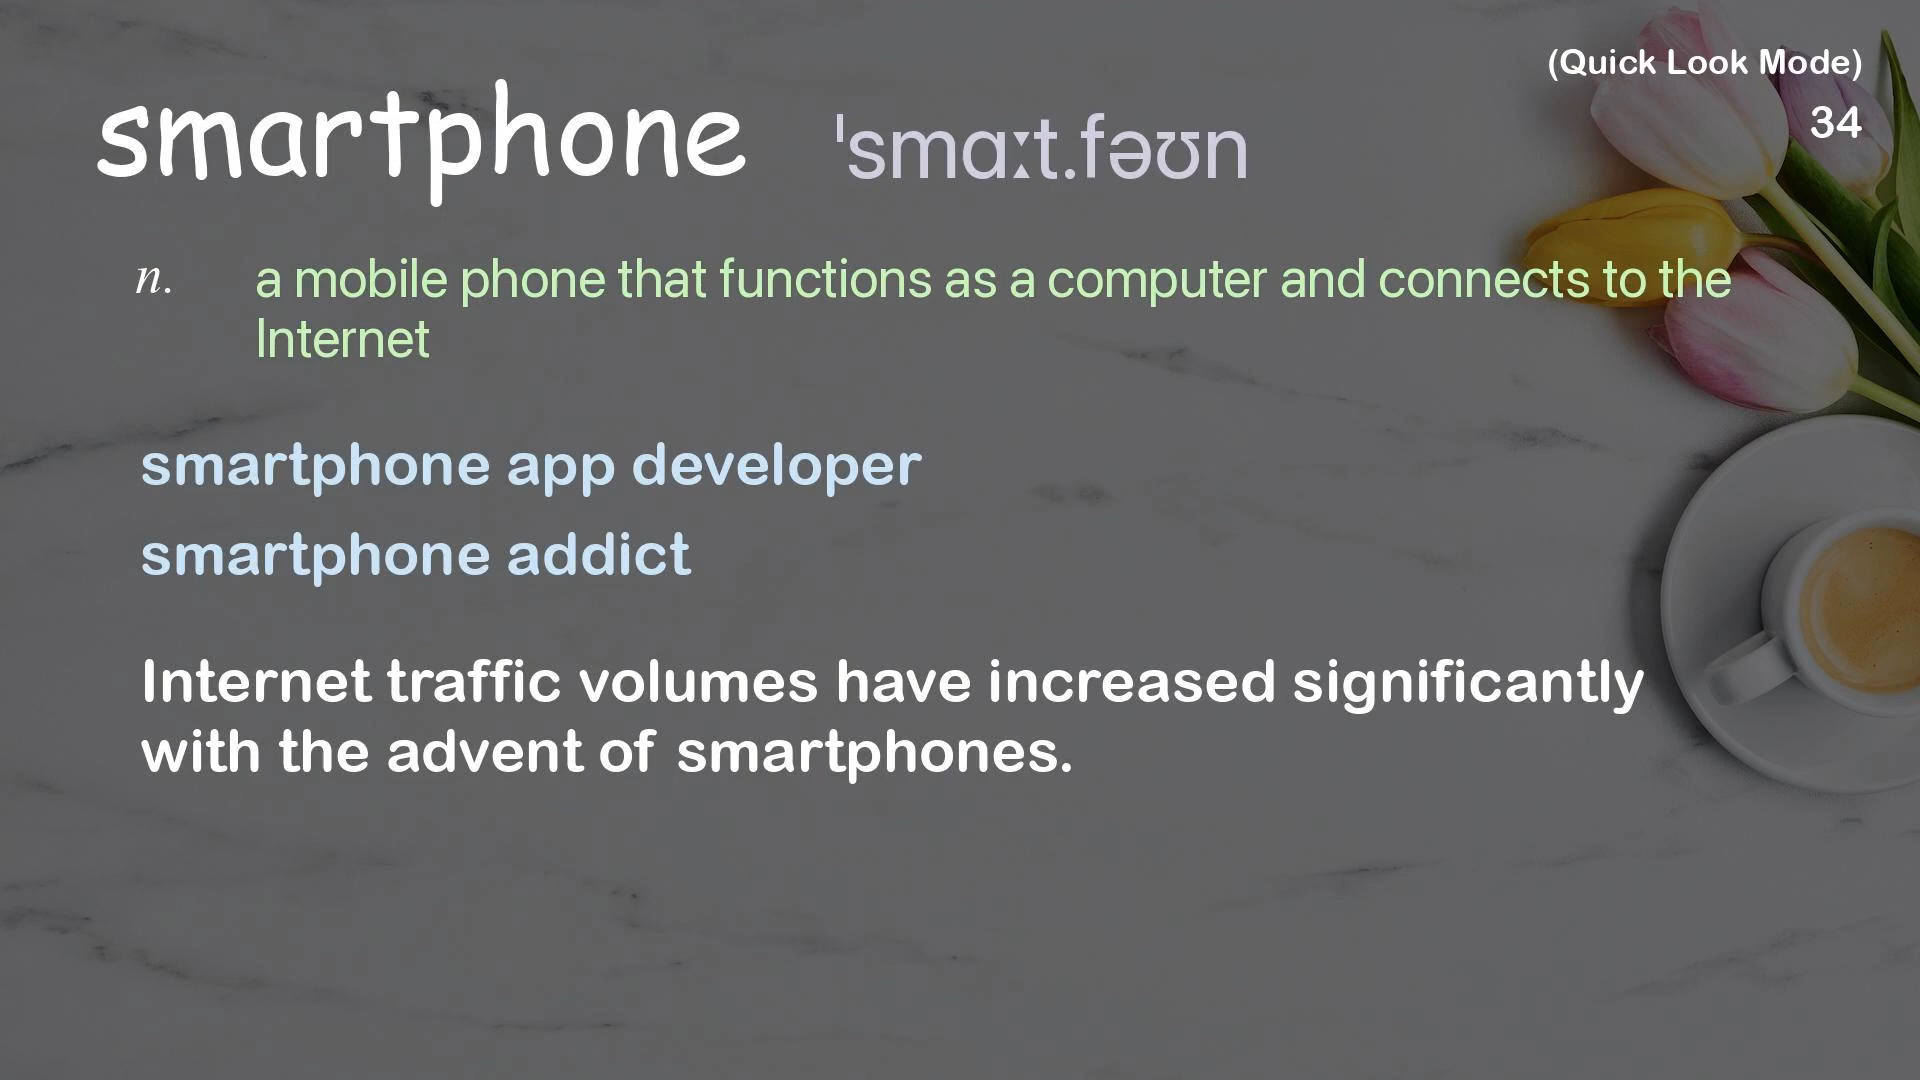 (Quick Look Mode)
smartphone ˈsmɑːt.fəʊn
34
n. a mobile phone that functions as a computer and connects to the
Internet
smartphone app developer
smartphone addict
Internet traffic volumes have increased significantly
with the advent of smartphones.